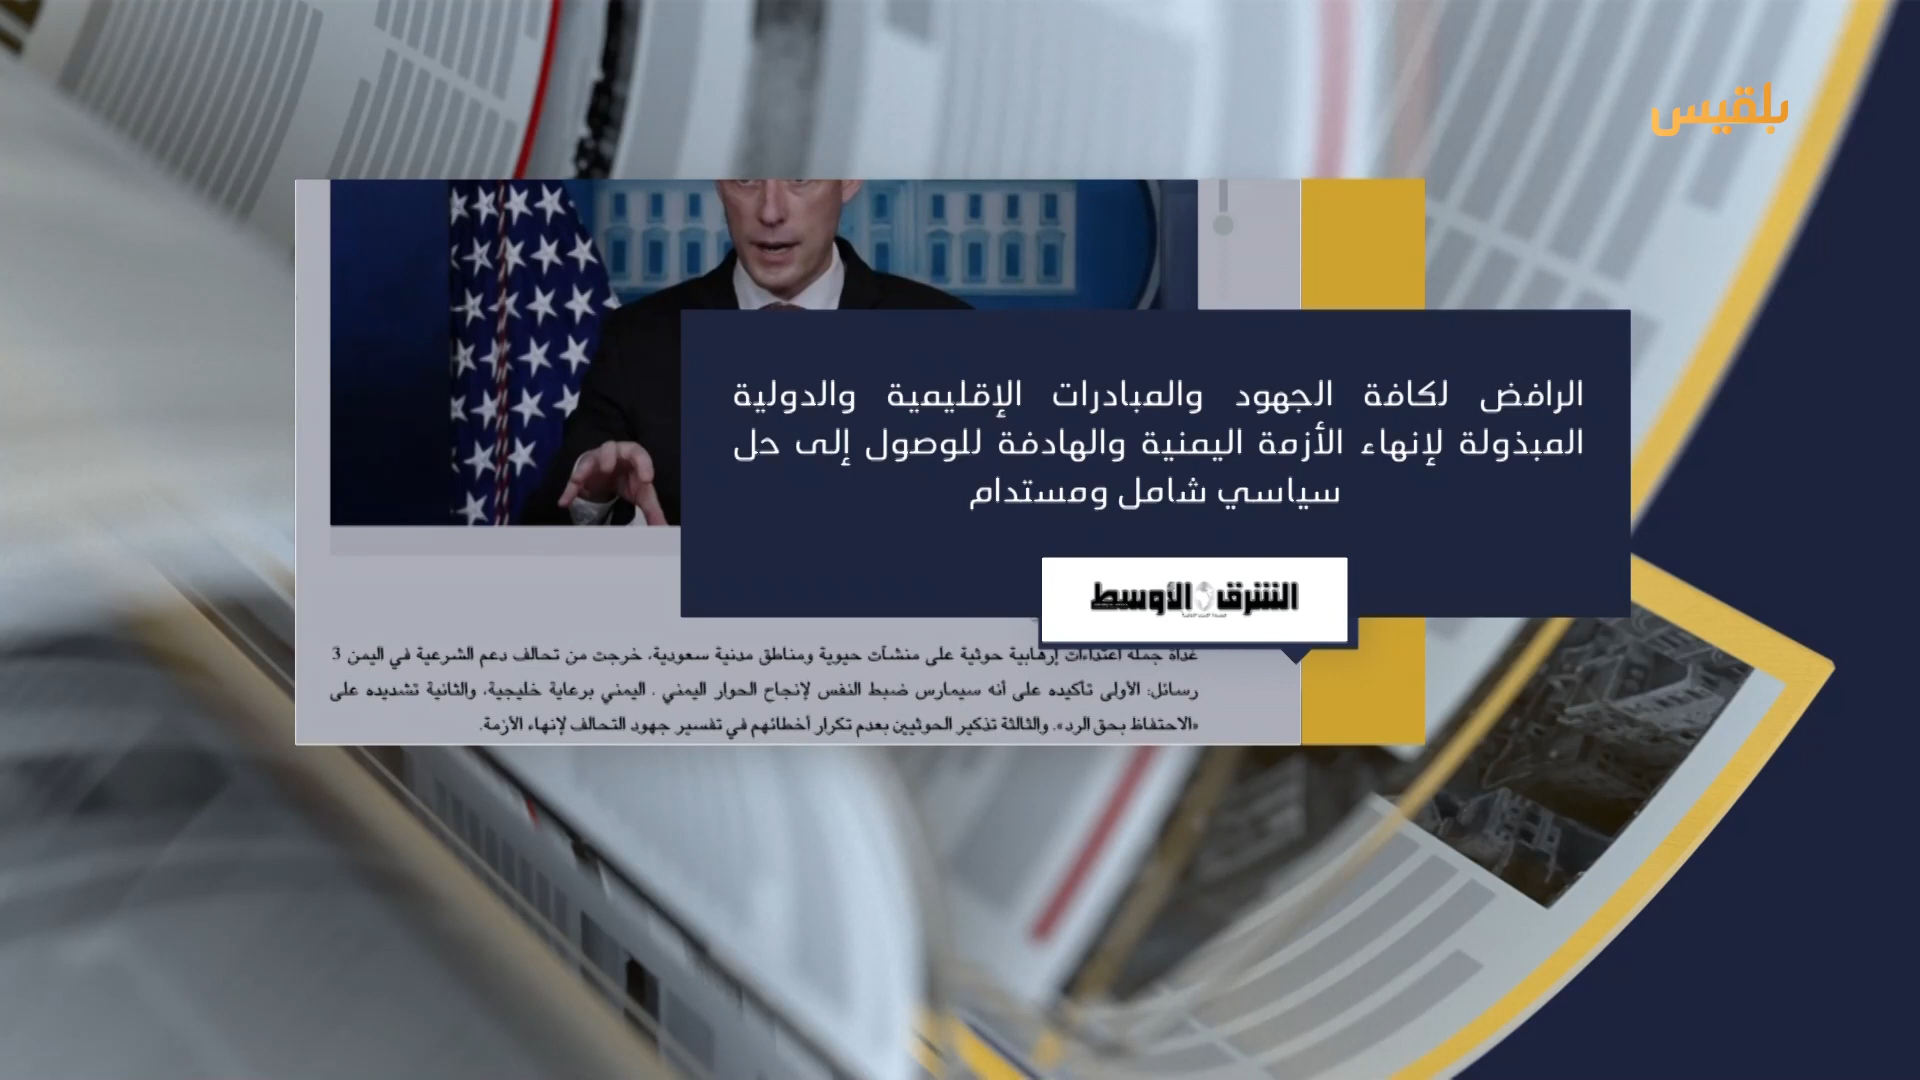 بلقيس
الرافض لكافة الجهود والمبادرات الإقليمية والدولية
المبذولة لإنهاء الأزمة اليمنية والهادفة للوصول إلى حل
سياسي شامل ومستدام
الشرق الأوسط
غداة جملة اعتداءات إرهابية حوثية على منشآت حيوية ومناطق مدنية سعودية، خرجت من تحالف دعم الشرعية في اليمن 3
رسائل: الأولى تأكيده على أنه سيمارس ضبط النفس لإنجاح الحوار اليمني . اليمني برعاية خليجية، والثانية تشديده على
«الاحتفاظ بحق الرد»، والثالثة تذكير الحوثيين بعدم تكرار أخطائهم في تفسير جهود التحالف لإنهاء الأزمة.